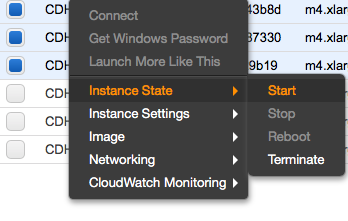 CDH
Connect
43b8d
m4.xlar
CDH
Get Windows Password
87330
m4.xlar
CDH
Launch More Like This
9b19
m4.xlar
CDH
Instance State
Start
CDH
Instance Settings
Stop
Image
Reboot
CDH
Networking
Terminate
CloudWatch Monitoring